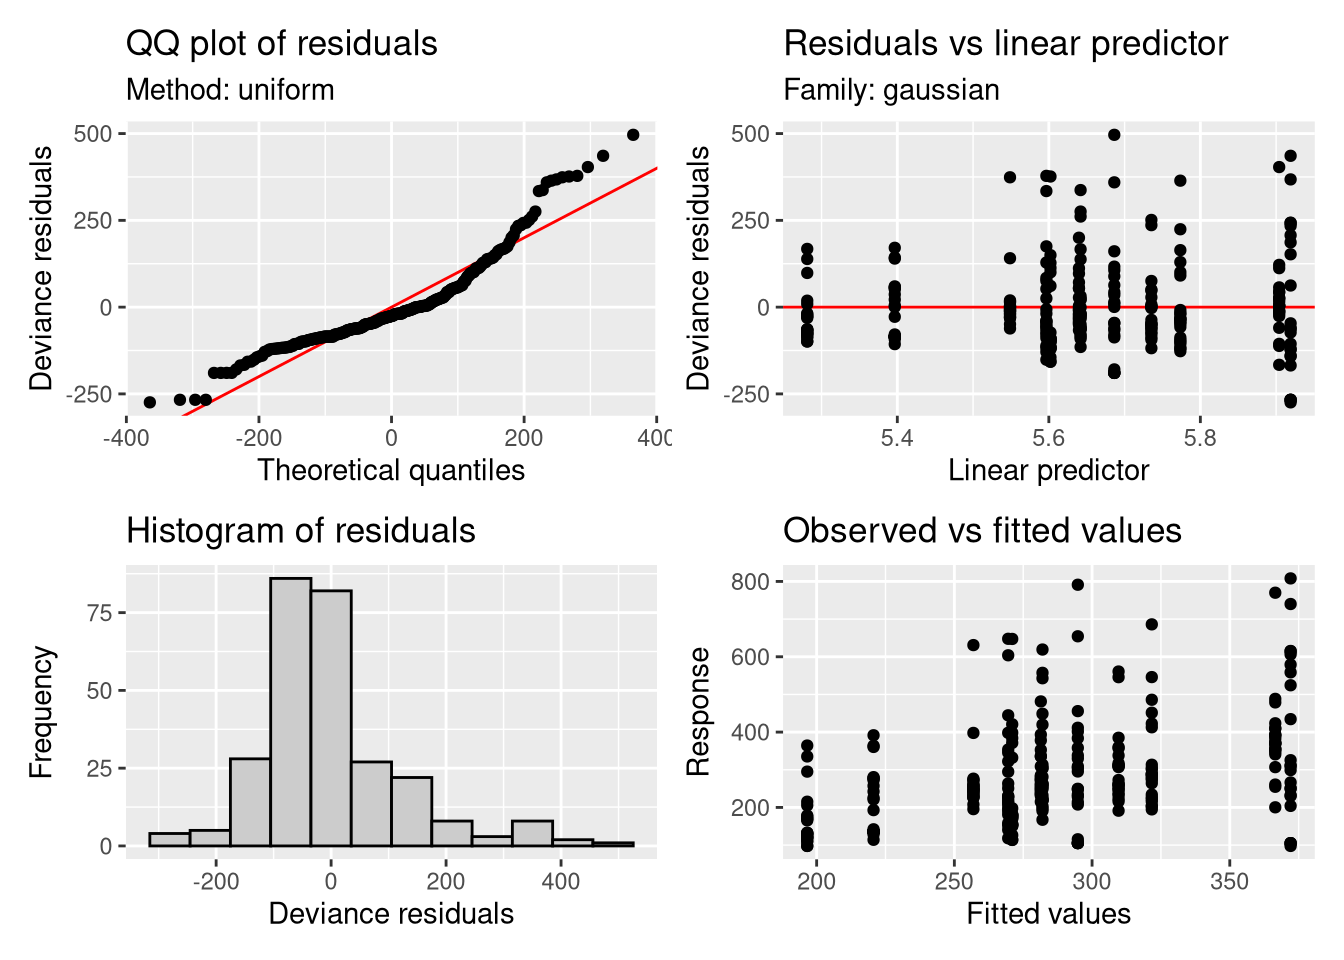 QQ plot of residuals
Method: uniform
500
250
0
-250
Deviance residuals
-400
-200
0
200
400
Theoretical quantiles
Residuals vs linear predictor
Family: gaussian
500
250
0
-250
Deviance residuals
5.4
5.6
5.8
Linear predictor
Histogram of residuals
75
50
25
0
Frequency
-200
0
200
400
Deviance residuals
Observed vs fitted values
800
600
400
200
Response
200
250
300
350
Fitted values